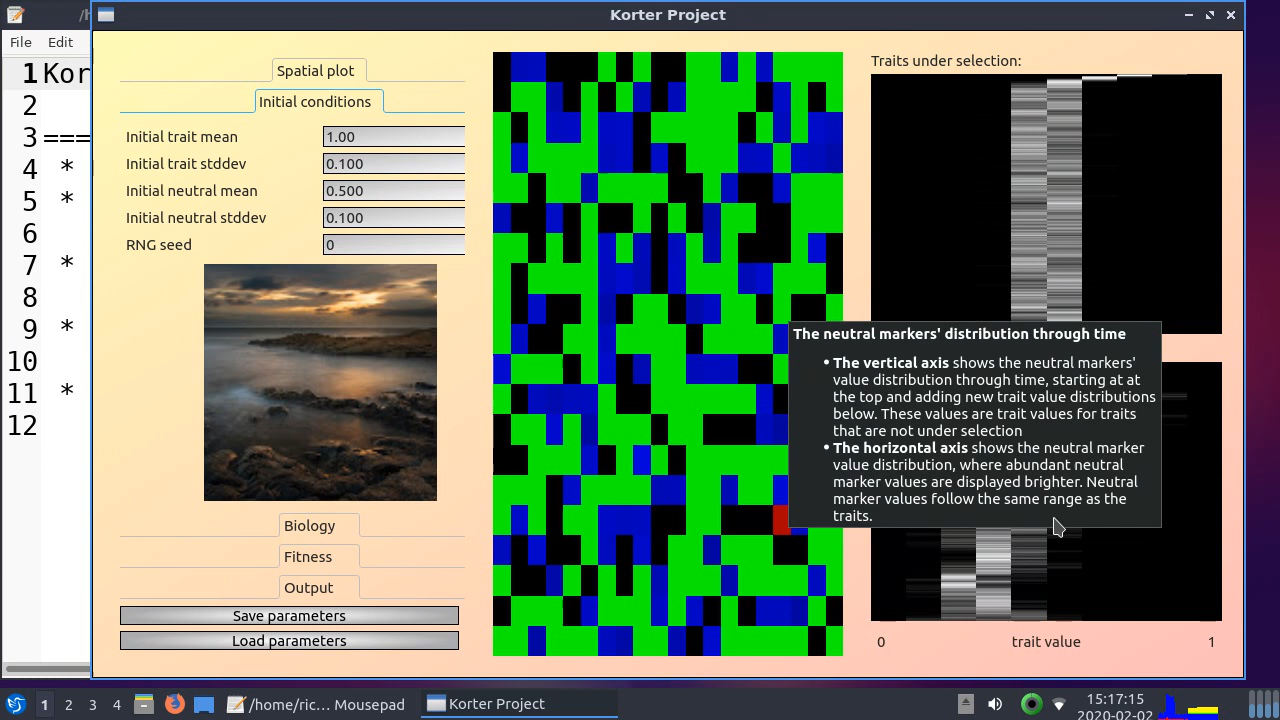 /h
Korter Project
File Edit
1 Kor
2
3 ===
4 *
5 *
6
7 *
8
9 *
10
11 *
12
Spatial plot
Initial conditions
Initial trait mean 1.00
Initial trait stddev 0.100
Initial neutral mean 0.500
Initial neutral stddev 0.100
RNG seed 0
Biology
Fitness
Output
Save parameters
Load parameters
Traits under selection:
The neutral markers' distribution through time
• The vertical axis shows the neutral markers'
value distribution through time, starting at at
the top and adding new trait value distributions
below. These values are trait values for traits
that are not under selection
• The horizontal axis shows the neutral marker
value distribution, where abundant neutral
marker values are displayed brighter. Neutral
marker values follow the same range as the
traits.
0 trait value 1
1 2 3 4 /home/ric... Mousepad Korter Project 15:17:15
2020-02-02